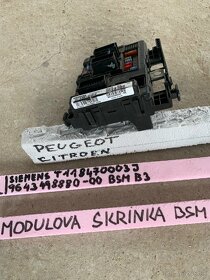 PEUGEOT
CITROEN
SIEMENS T118470003J
9643498880-00 BSM B3
MODULOVA SKRINKA BSM